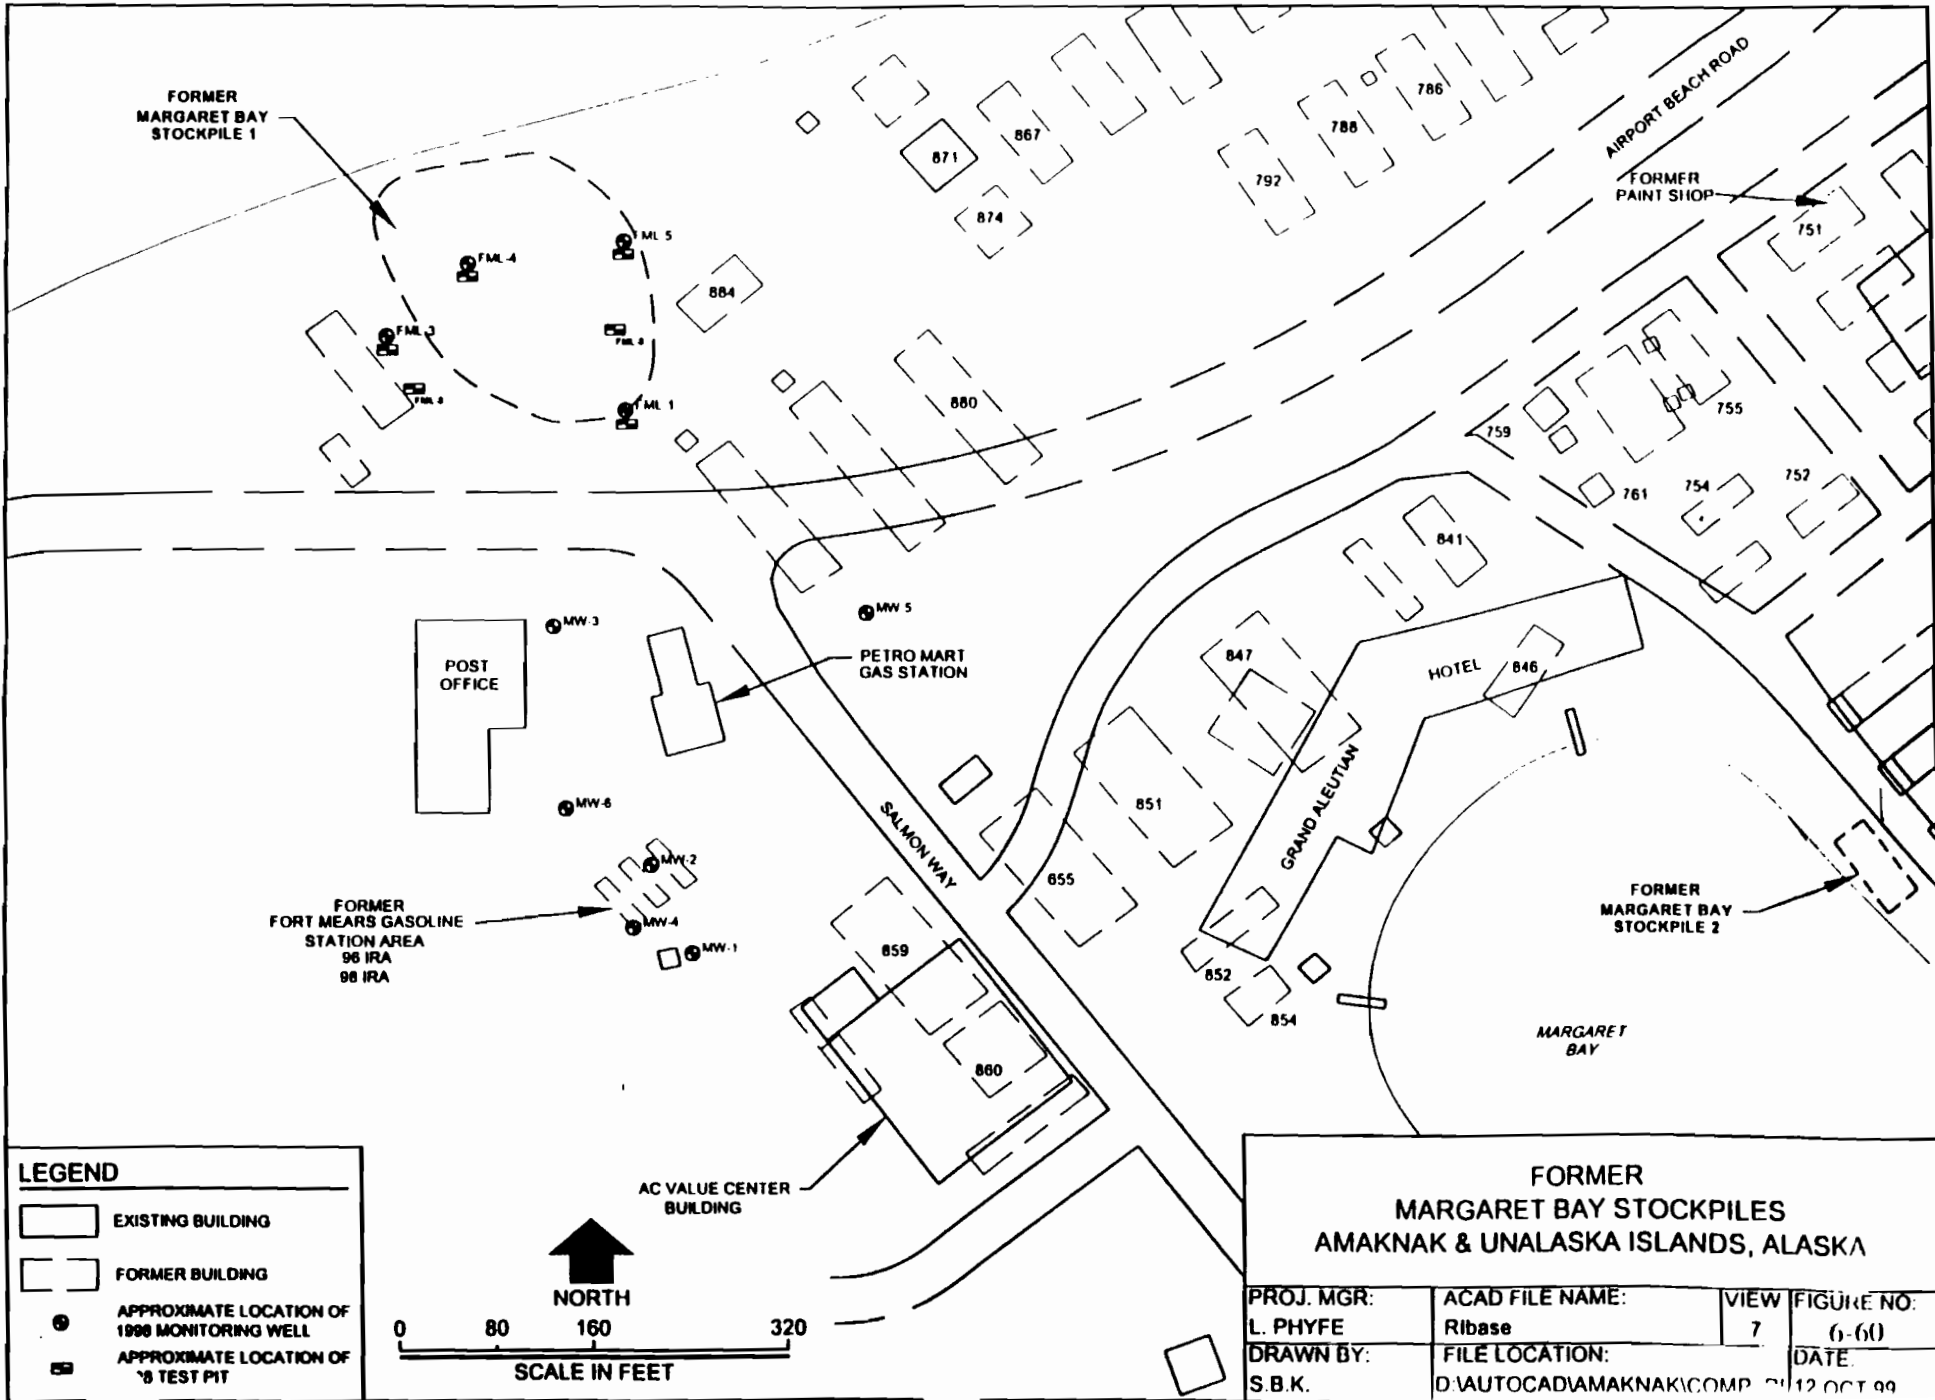 FORMER
MARGARET BAY
STOCKPILE 1
871
867
874
792
788
786
AIRPORT BEACH ROAD
FORMER
PAINT SHOP
751
FML-4
FML 5
884
FML 3
FML 1
880
759
755
761
754
752
841
MW-3
MW 5
POST
OFFICE
PETRO MART
GAS STATION
847
HOTEL
846
MW-6
SALMON WAY
851
GRAND ALEUTIAN
MW-2
855
FORMER
FORT MEARS GASOLINE
STATION AREA
96 IRA
98 IRA
MW-4
MW-1
859
852
854
FORMER
MARGARET BAY
STOCKPILE 2
MARGARET
BAY
860
AC VALUE CENTER
BUILDING
LEGEND
EXISTING BUILDING
FORMER BUILDING
APPROXIMATE LOCATION OF
1998 MONITORING WELL
APPROXIMATE LOCATION OF
TEST PIT
NORTH
0 80 160 320
SCALE IN FEET
FORMER
MARGARET BAY STOCKPILES
AMAKNAK & UNALASKA ISLANDS, ALASKA
PROJ. MGR:
L. PHYFE
ACAD FILE NAME:
RIbase
VIEW
7
FIGURE NO:
6-60
DRAWN BY:
S.B.K.
FILE LOCATION:
D:\AUTOCAD\AMAKNAK\COMP
DATE:
12 OCT 99